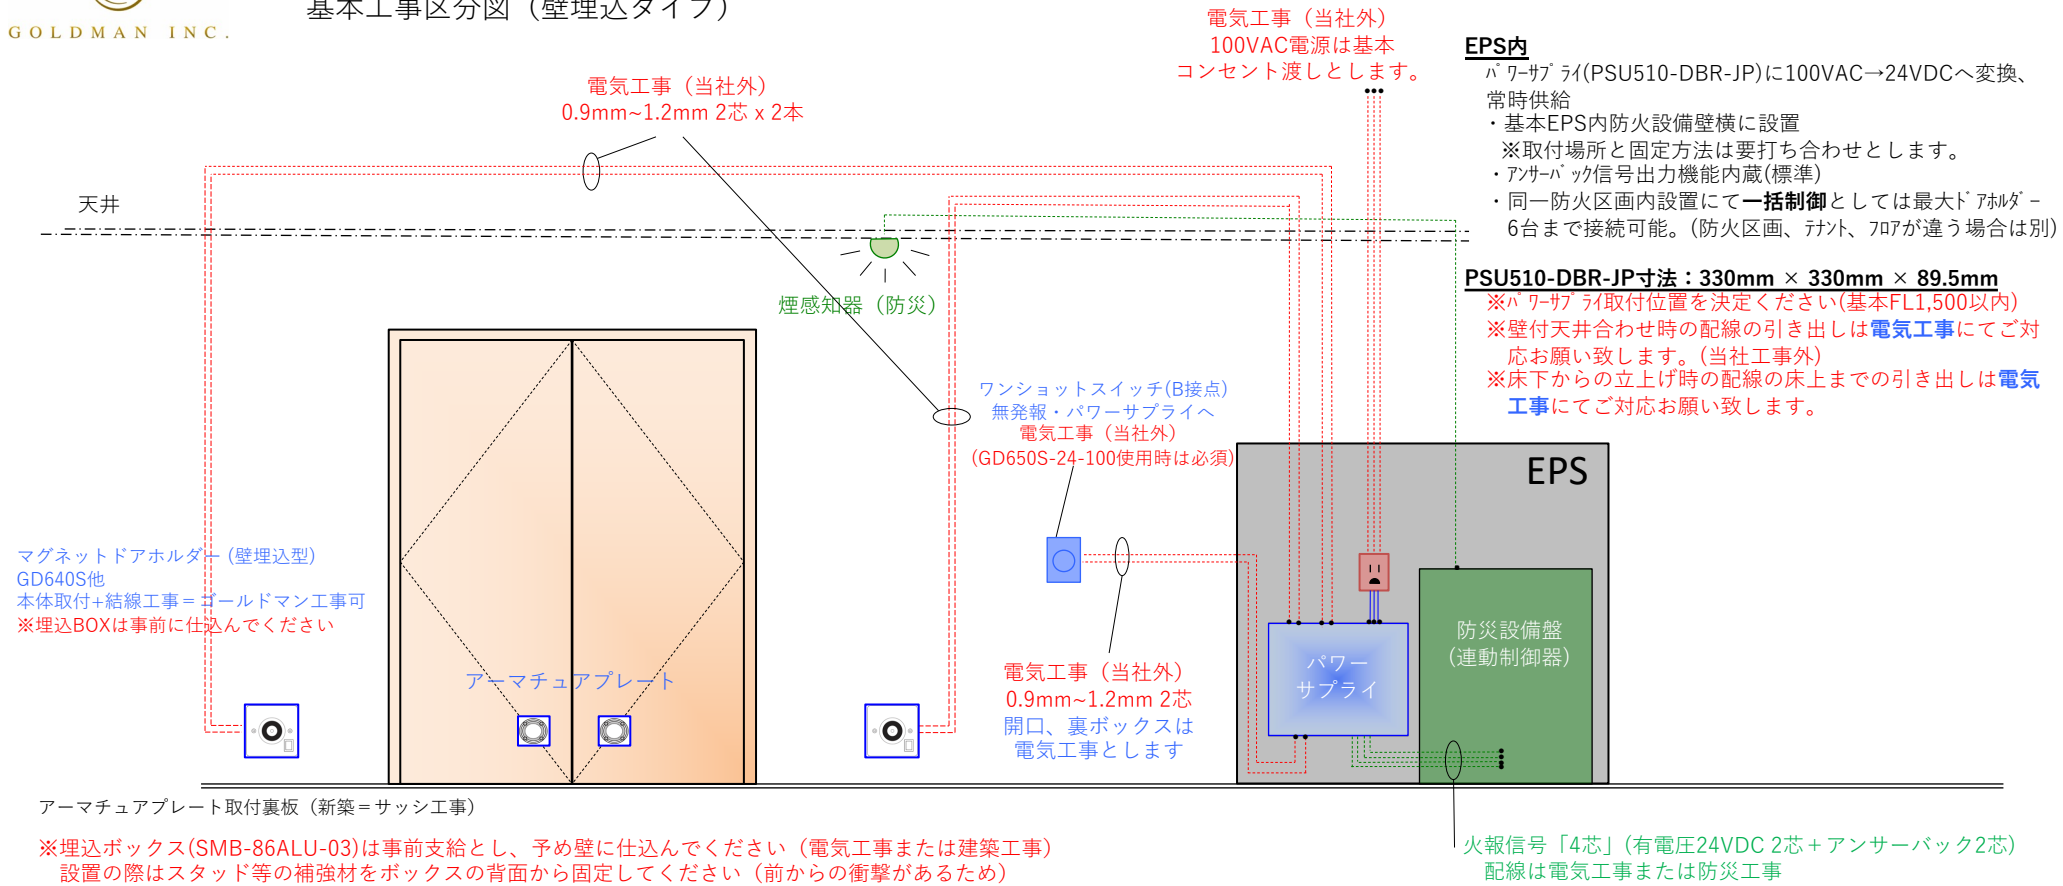 GOLDMAN INC.
基本工事区分図（壁埋込タイプ）
電気工事（当社外）
100VAC電源は基本
コンセント渡しとします。
電気工事（当社外）
0.9mm~1.2mm 2芯 x 2本
EPS内
ﾊﾟﾜｰｻﾌﾟﾗｲ(PSU510-DBR-JP)に100VAC→24VDCへ変換、
常時供給
・基本EPS内防火設備壁横に設置
※取付場所と固定方法は要打ち合わせとします。
・ｱﾝｻｰﾊﾞｯｸ信号出力機能内蔵(標準)
・同一防火区画内設置にて一括制御としては最大ﾄﾞｱﾎﾙﾀﾞｰ
6台まで接続可能。(防火区画、ﾃﾅﾝﾄ、ﾌﾛｱが違う場合は別)
PSU510-DBR-JP寸法：330mm × 330mm × 89.5mm
※ﾊﾟﾜｰｻﾌﾟﾗｲ取付位置を決定ください(基本FL1,500以内)
※壁付天井合わせ時の配線の引き出しは電気工事にてご対
応お願い致します。(当社工事外)
※床下からの立上げ時の配線の床上までの引き出しは電気
工事にてご対応お願い致します。
天井
煙感知器（防災）
ワンショットスイッチ(B接点)
無発報・パワーサプライへ
電気工事（当社外）
(GD650S-24-100使用時は必須)
EPS
マグネットドアホルダー (壁埋込型)
GD640S他
本体取付+結線工事＝ゴールドマン工事可
※埋込BOXは事前に仕込んでください
アーマチュアプレート
電気工事（当社外）
0.9mm~1.2mm 2芯
開口、裏ボックスは
電気工事とします
パワー
サプライ
防災設備盤
(連動制御器)
アーマチュアプレート取付裏板（新築＝サッシ工事）
※埋込ボックス(SMB-86ALU-03)は事前支給とし、予め壁に仕込んでください（電気工事または建築工事）
設置の際はスタッド等の補強材をボックスの背面から固定してください（前からの衝撃があるため）
火報信号「4芯」(有電圧24VDC 2芯＋アンサーバック2芯)
配線は電気工事または防災工事